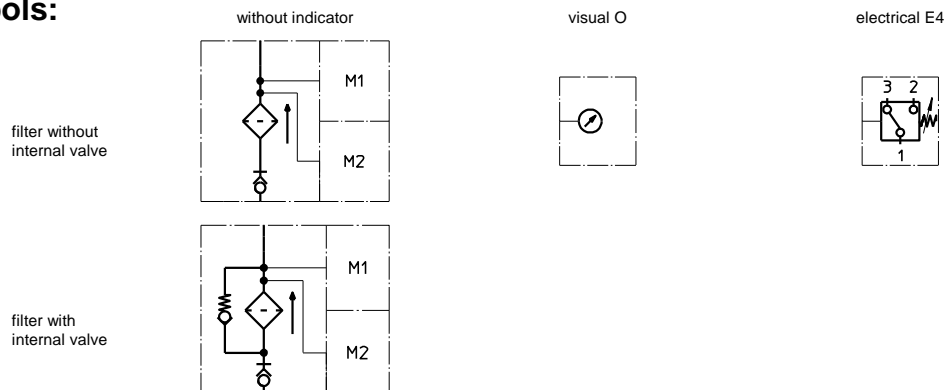 without indicator
visual O
electrical E4
M1
3 2
filter without
internal valve
M2
1
M1
filter with
internal valve
M2